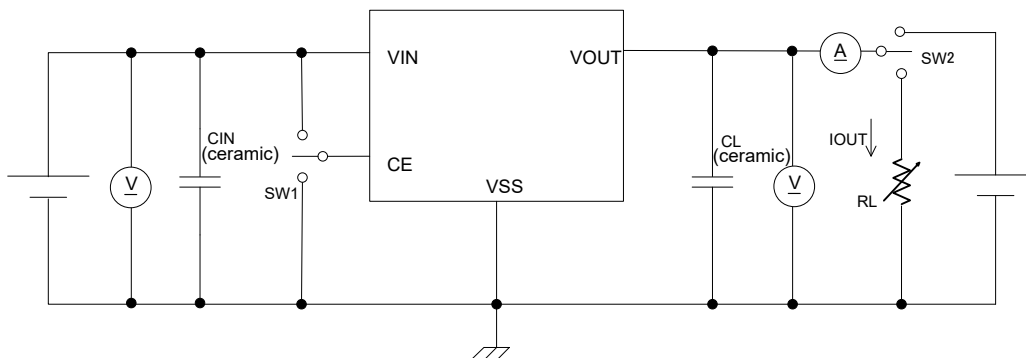 VIN
VOUT
A
SW2
CIN
(ceramic)
CE
SW1
V
VSS
CL
(ceramic)
V
IOUT
RL